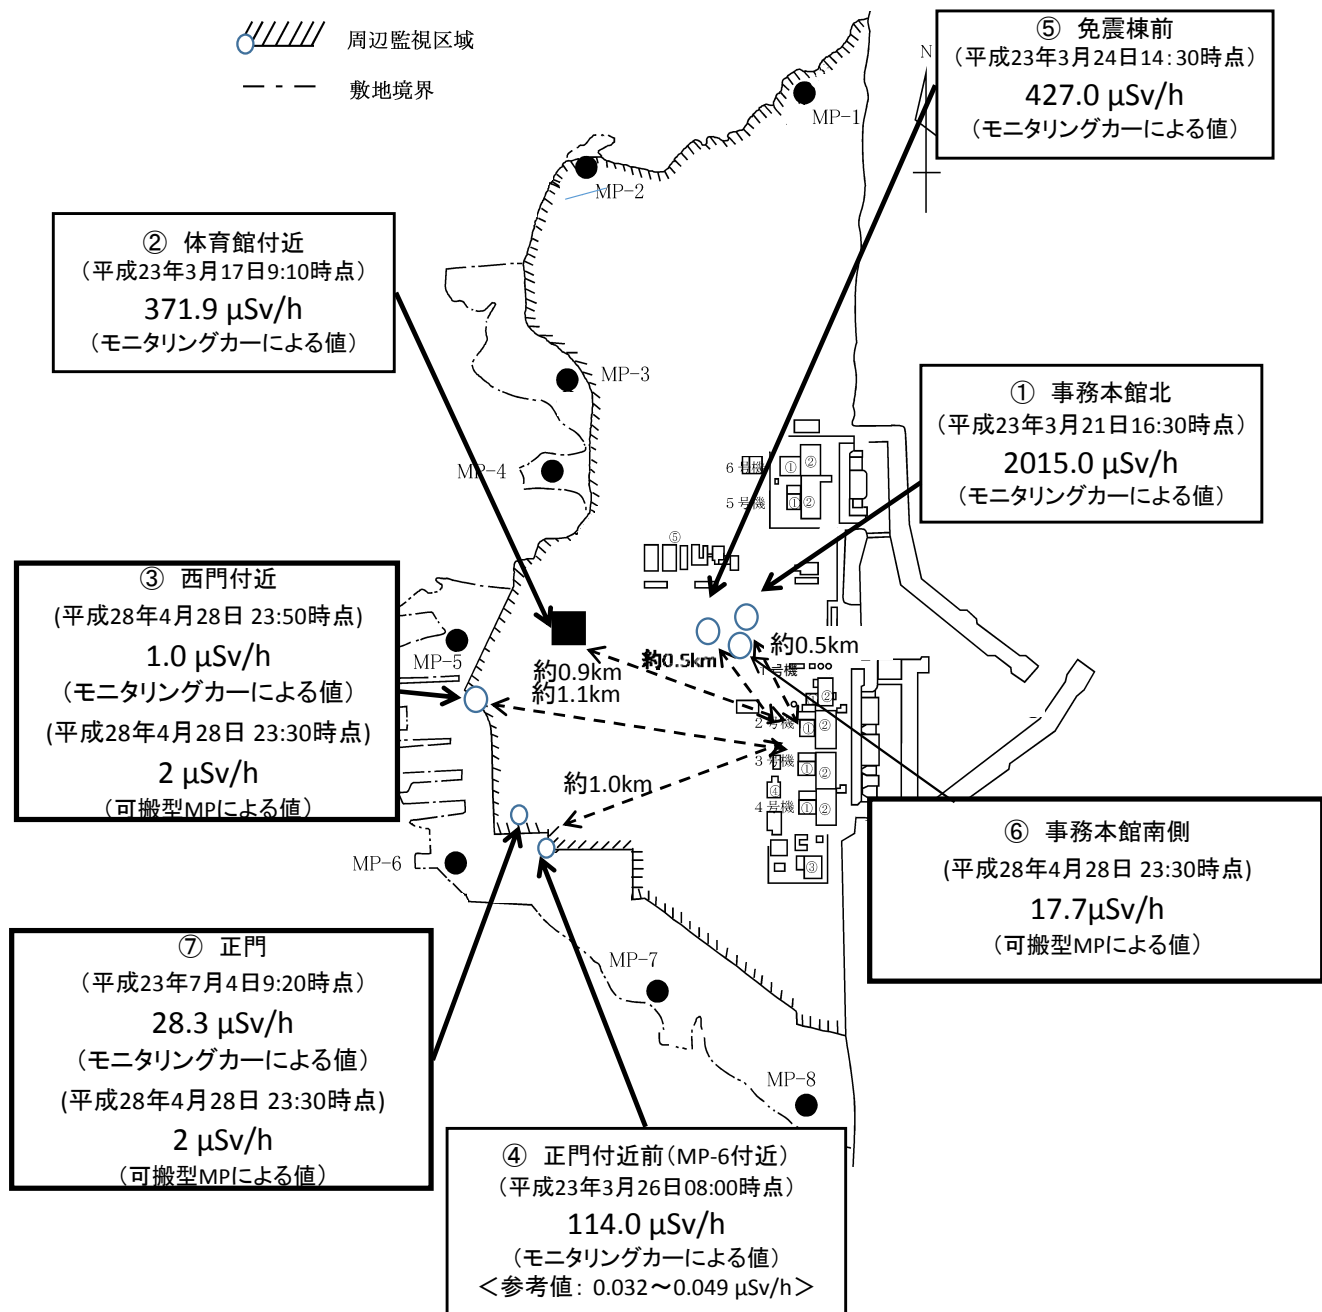 周辺監視区域
敷地境界
⑤ 免震棟前
（平成23年3月24日14：30時点）
427.0 μSv/h
（モニタリングカーによる値）
N
MP-1
MP-2
② 体育館付近
（平成23年3月17日9:10時点）
371.9 μSv/h
（モニタリングカーによる値）
MP-3
MP-4
① 事務本館北
（平成23年3月21日16:30時点）
2015.0 μSv/h
（モニタリングカーによる値）
6号機
①
②
5号機
①
②
⑤
③ 西門付近
(平成28年4月28日 23:50時点)
1.0 μSv/h
（モニタリングカーによる値）
(平成28年4月28日 23:30時点)
2 μSv/h
（可搬型MPによる値）
MP-5
約0.9km
約1.1km
約0.5km
約0.5km
1号機
②
2号機
①
②
3号機
①
②
④
4号機
①
②
③
約1.0km
MP-6
⑥ 事務本館南側
(平成28年4月28日 23:30時点)
17.7μSv/h
（可搬型MPによる値）
⑦ 正門
（平成23年7月4日9:20時点）
28.3 μSv/h
（モニタリングカーによる値）
(平成28年4月28日 23:30時点)
2 μSv/h
（可搬型MPによる値）
MP-7
MP-8
④ 正門付近前（MP-6付近）
（平成23年3月26日08:00時点）
114.0 μSv/h
（モニタリングカーによる値）
＜参考値： 0.032～0.049 μSv/h＞